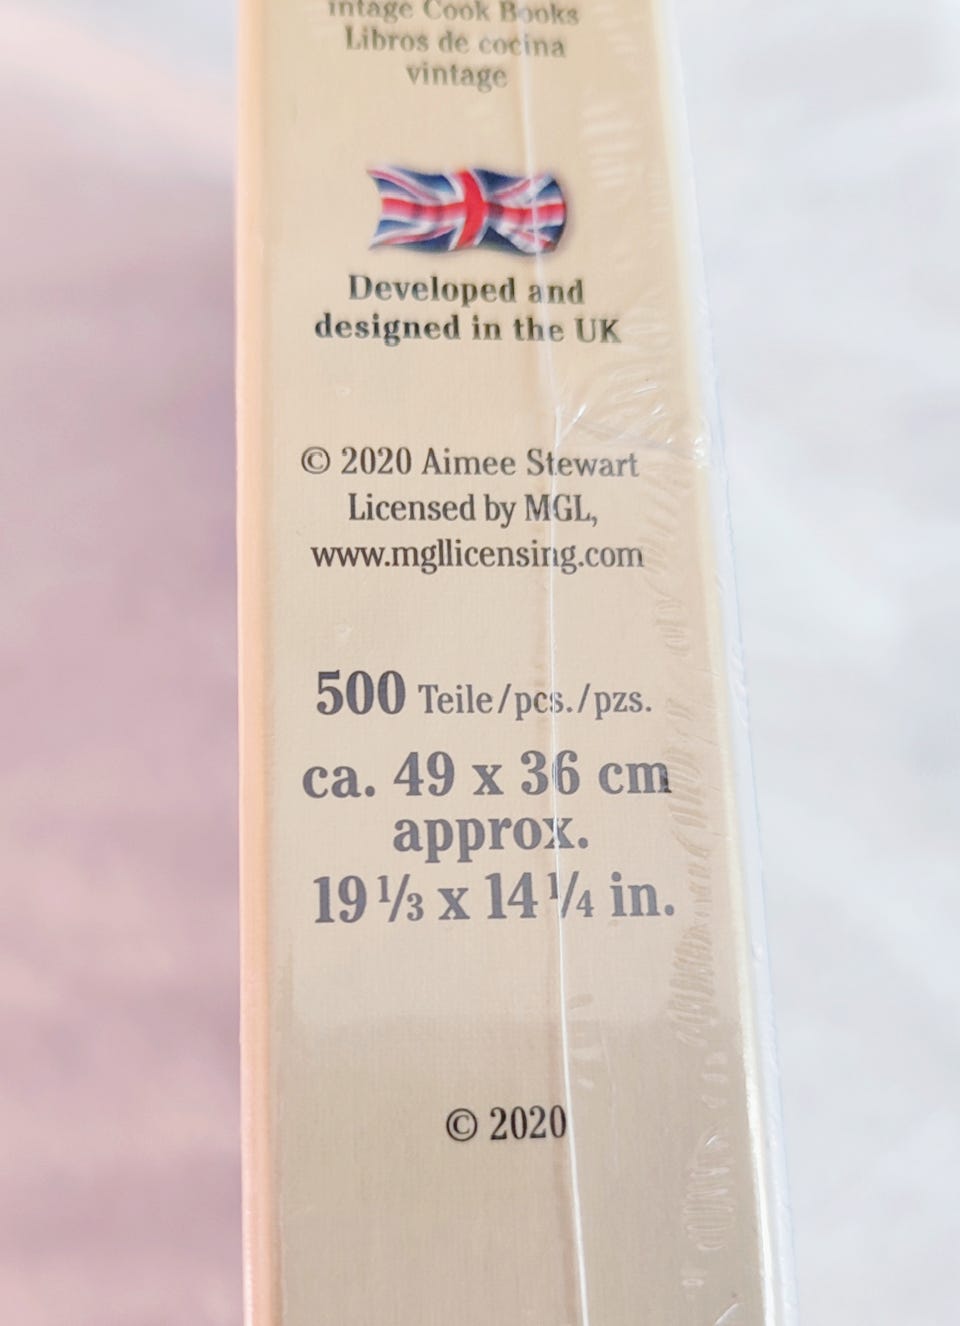 intage Cook Books
Libros de cocina
vintage
Developed and
designed in the UK
© 2020 Aimee Stewart
Licensed by MGL,
www.mgllicensing.com
500 Teile/pcs./pzs.
ca. 49 x 36 cm
approx.
19 1/3 x 14 1/4 in.
© 2020